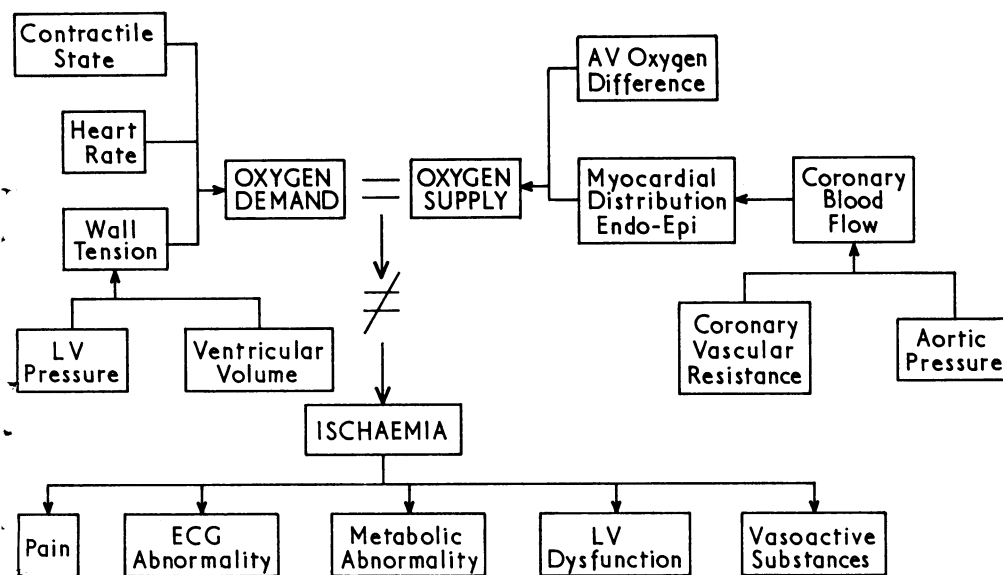 Contractile
State
Heart
Rate
Wall
Tension
LV
Pressure
Ventricular
Volume
OXYGEN
DEMAND
=
OXYGEN
SUPPLY
AV Oxygen
Difference
Myocardial
Distribution
Endo-Epi
Coronary
Blood
Flow
Coronary
Vascular
Resistance
Aortic
Pressure
≠
ISCHAEMIA
Pain
ECG
Abnormality
Metabolic
Abnormality
LV
Dysfunction
Vasoactive
Substances